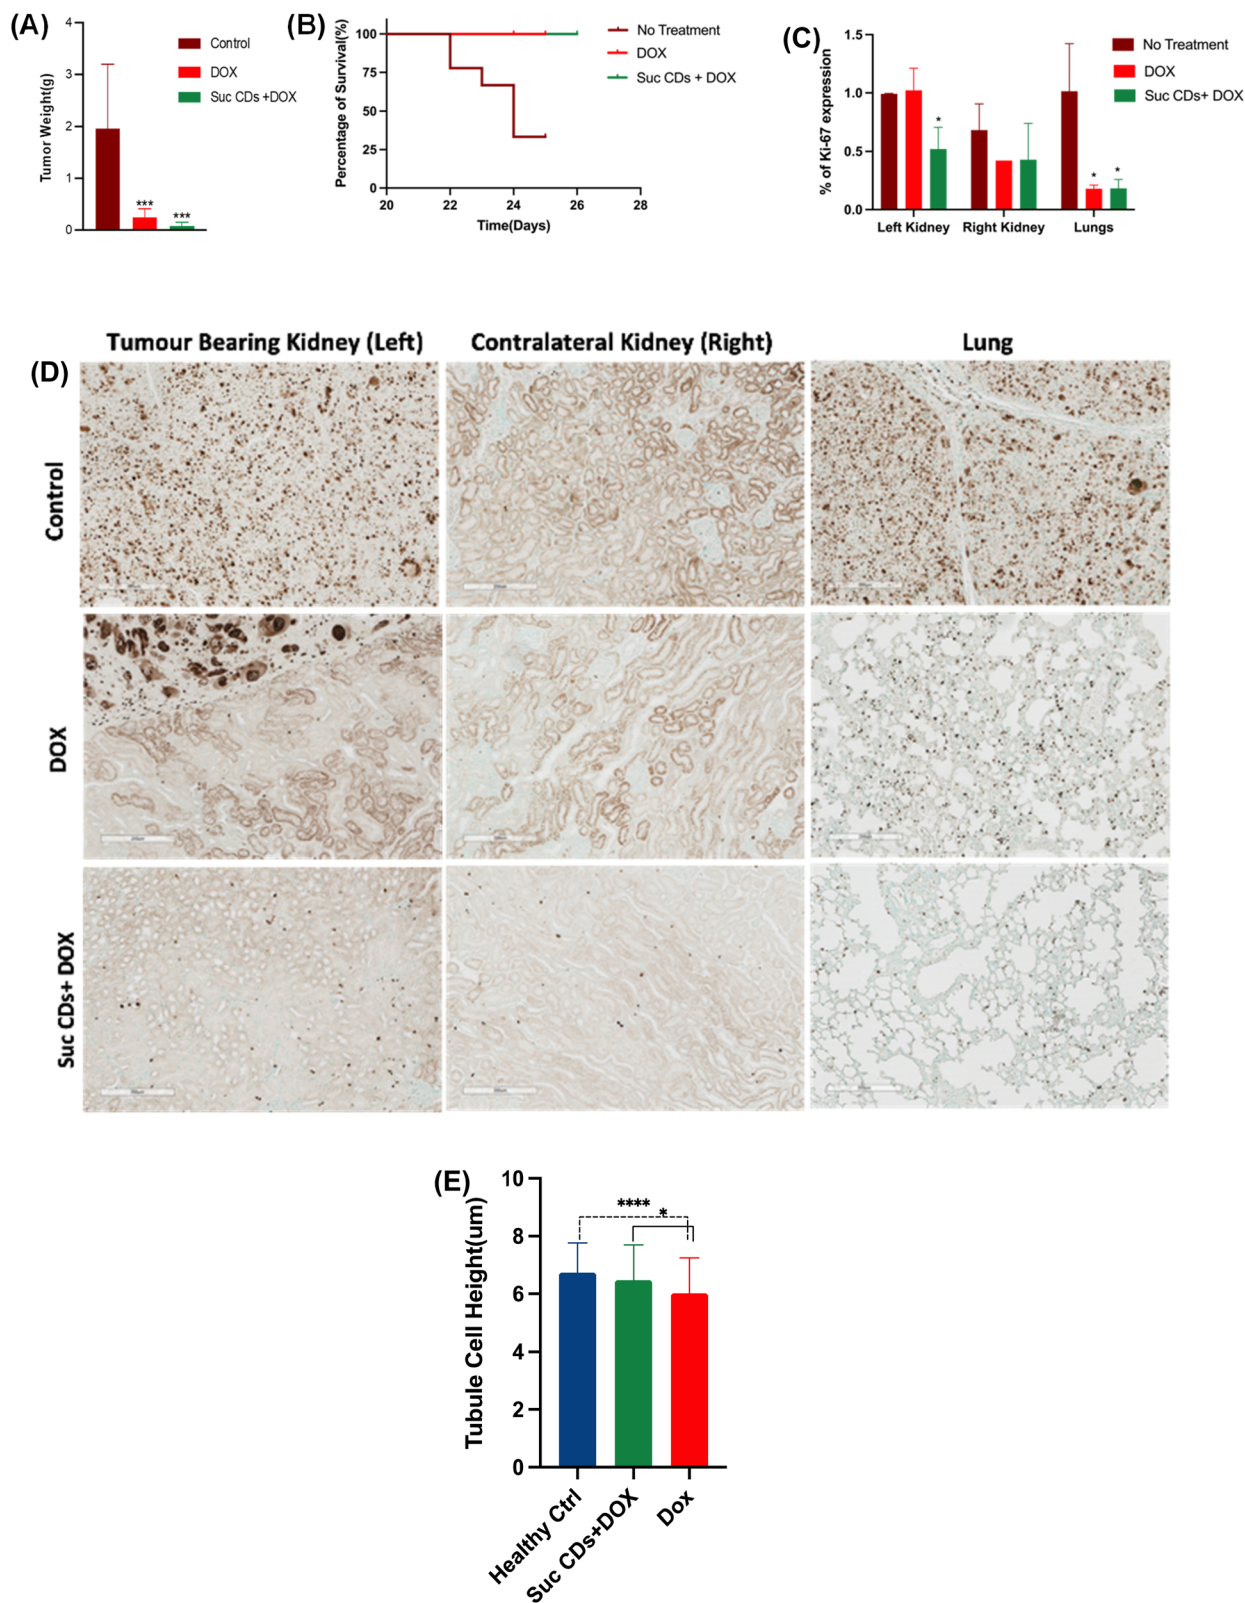 (A)
Tumor Weight(g)
4
3
2
1
0
***
***
Control
DOX
Suc CDs +DOX
(B)
Percentage of Survival(%)
100
75
50
25
0
20
22
24
26
28
Time(Days)
No Treatment
DOX
Suc CDs + DOX
(C)
% of Ki-67 expression
1.5
1.0
0.5
0.0
*
*
*
Left Kidney
Right Kidney
Lungs
No Treatment
DOX
Suc CDs+ DOX
(D)
Tumour Bearing Kidney (Left)
Contralateral Kidney (Right)
Lung
Control
DOX
Suc CDs+ DOX
(E)
Tubule Cell Height(um)
10
8
6
4
2
0
****
*
Healthy Ctrl
Suc CDs+DOX
Dox